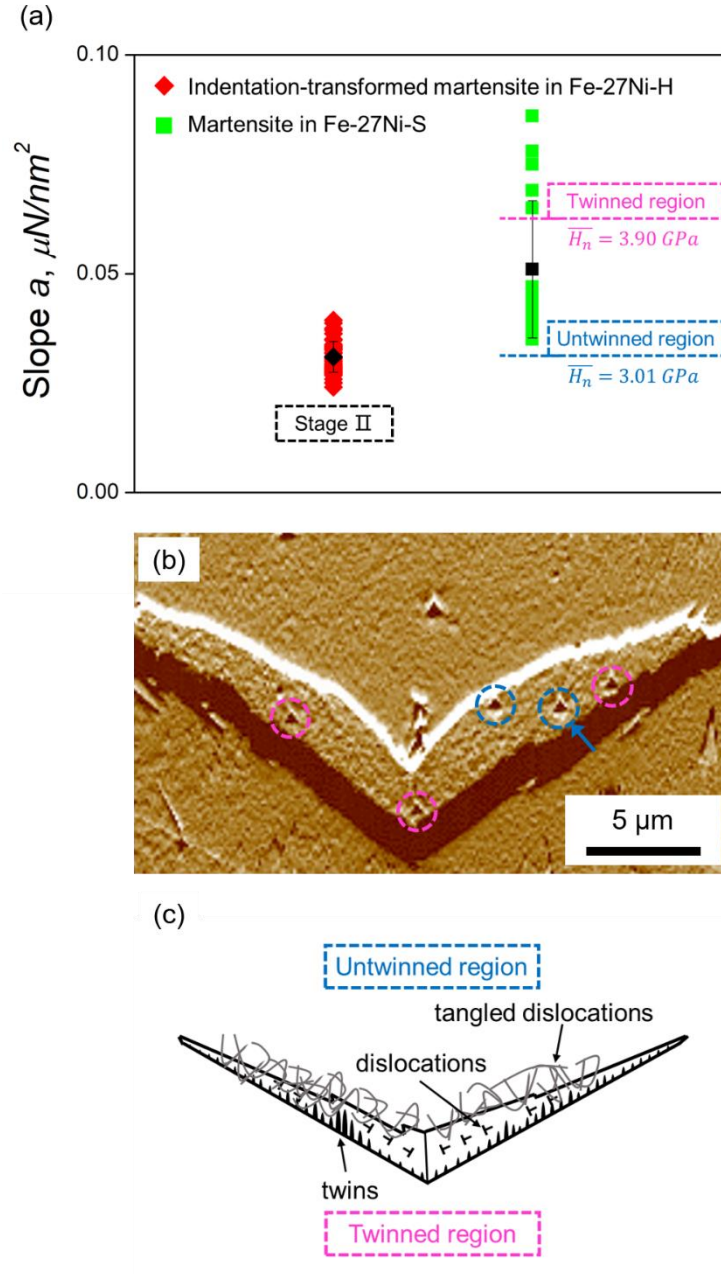 (a)
0.10
Indentation-transformed martensite in Fe-27Ni-H
Martensite in Fe-27Ni-S
Twinned region
$\overline{H_n} = 3.90\ GPa$
0.05
Slope a, μN/nm²
Untwinned region
$\overline{H_n} = 3.01\ GPa$
Stage Ⅱ
0.00
(b)
5 μm
(c)
Untwinned region
tangled dislocations
dislocations
twins
Twinned region